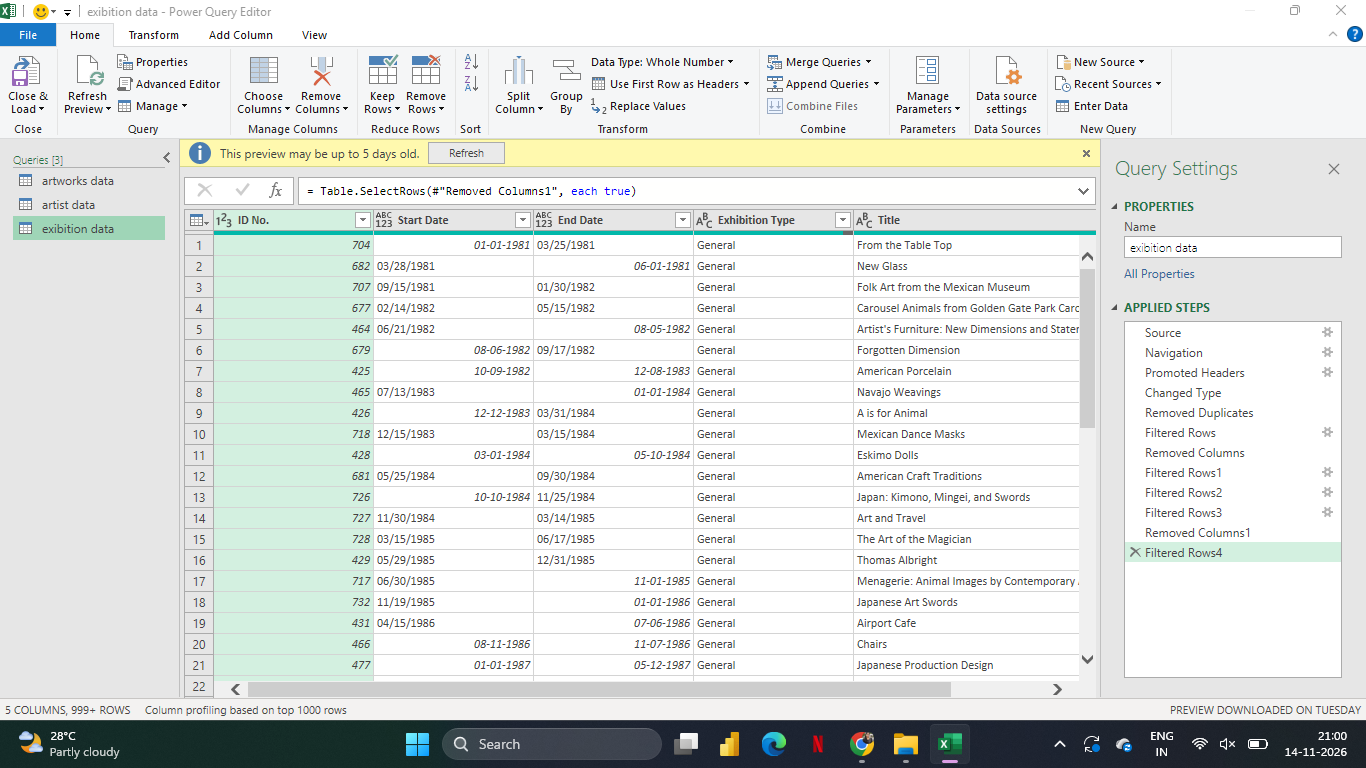 exibition data - Power Query Editor
File Home Transform Add Column View
Close & Load
Close
Refresh Preview
Properties
Advanced Editor
Manage
Query
Choose Columns
Remove Columns
Manage Columns
Keep Rows
Remove Rows
Reduce Rows
Sort
Split Column
Group By
Data Type: Whole Number
Use First Row as Headers
Replace Values
Transform
Merge Queries
Append Queries
Combine Files
Combine
Manage Parameters
Parameters
Data source settings
Data Sources
New Source
Recent Sources
Enter Data
New Query
Queries [3]
artworks data
artist data
exibition data
This preview may be up to 5 days old. Refresh
fx = Table.SelectRows(#"Removed Columns1", each true)
ID No. Start Date End Date Exhibition Type Title
1 704 01-01-1981 03/25/1981 General From the Table Top
2 682 03/28/1981 06-01-1981 General New Glass
3 707 09/15/1981 01/30/1982 General Folk Art from the Mexican Museum
4 677 02/14/1982 05/15/1982 General Carousel Animals from Golden Gate Park Caro
5 464 06/21/1982 08-05-1982 General Artist's Furniture: New Dimensions and Stater
6 679 08-06-1982 09/17/1982 General Forgotten Dimension
7 425 10-09-1982 12-08-1983 General American Porcelain
8 465 07/13/1983 01-01-1984 General Navajo Weavings
9 426 12-12-1983 03/31/1984 General A is for Animal
10 718 12/15/1983 03/15/1984 General Mexican Dance Masks
11 428 03-01-1984 05-10-1984 General Eskimo Dolls
12 681 05/25/1984 09/30/1984 General American Craft Traditions
13 726 10-10-1984 11/25/1984 General Japan: Kimono, Mingei, and Swords
14 727 11/30/1984 03/14/1985 General Art and Travel
15 728 03/15/1985 06/17/1985 General The Art of the Magician
16 429 05/29/1985 12/31/1985 General Thomas Albright
17 717 06/30/1985 11-01-1985 General Menagerie: Animal Images by Contemporary
18 732 11/19/1985 01-01-1986 General Japanese Art Swords
19 431 04/15/1986 07-06-1986 General Airport Cafe
20 466 08-11-1986 11-07-1986 General Chairs
21 477 01-01-1987 05-12-1987 General Japanese Production Design
22
Query Settings
PROPERTIES
Name
exibition data
All Properties
APPLIED STEPS
Source
Navigation
Promoted Headers
Changed Type
Removed Duplicates
Filtered Rows
Removed Columns
Filtered Rows1
Filtered Rows2
Filtered Rows3
Removed Columns1
Filtered Rows4
5 COLUMNS, 999+ ROWS Column profiling based on top 1000 rows PREVIEW DOWNLOADED ON TUESDAY
28°C
Partly cloudy
Search
ENG
IN
21:00
14-11-2026